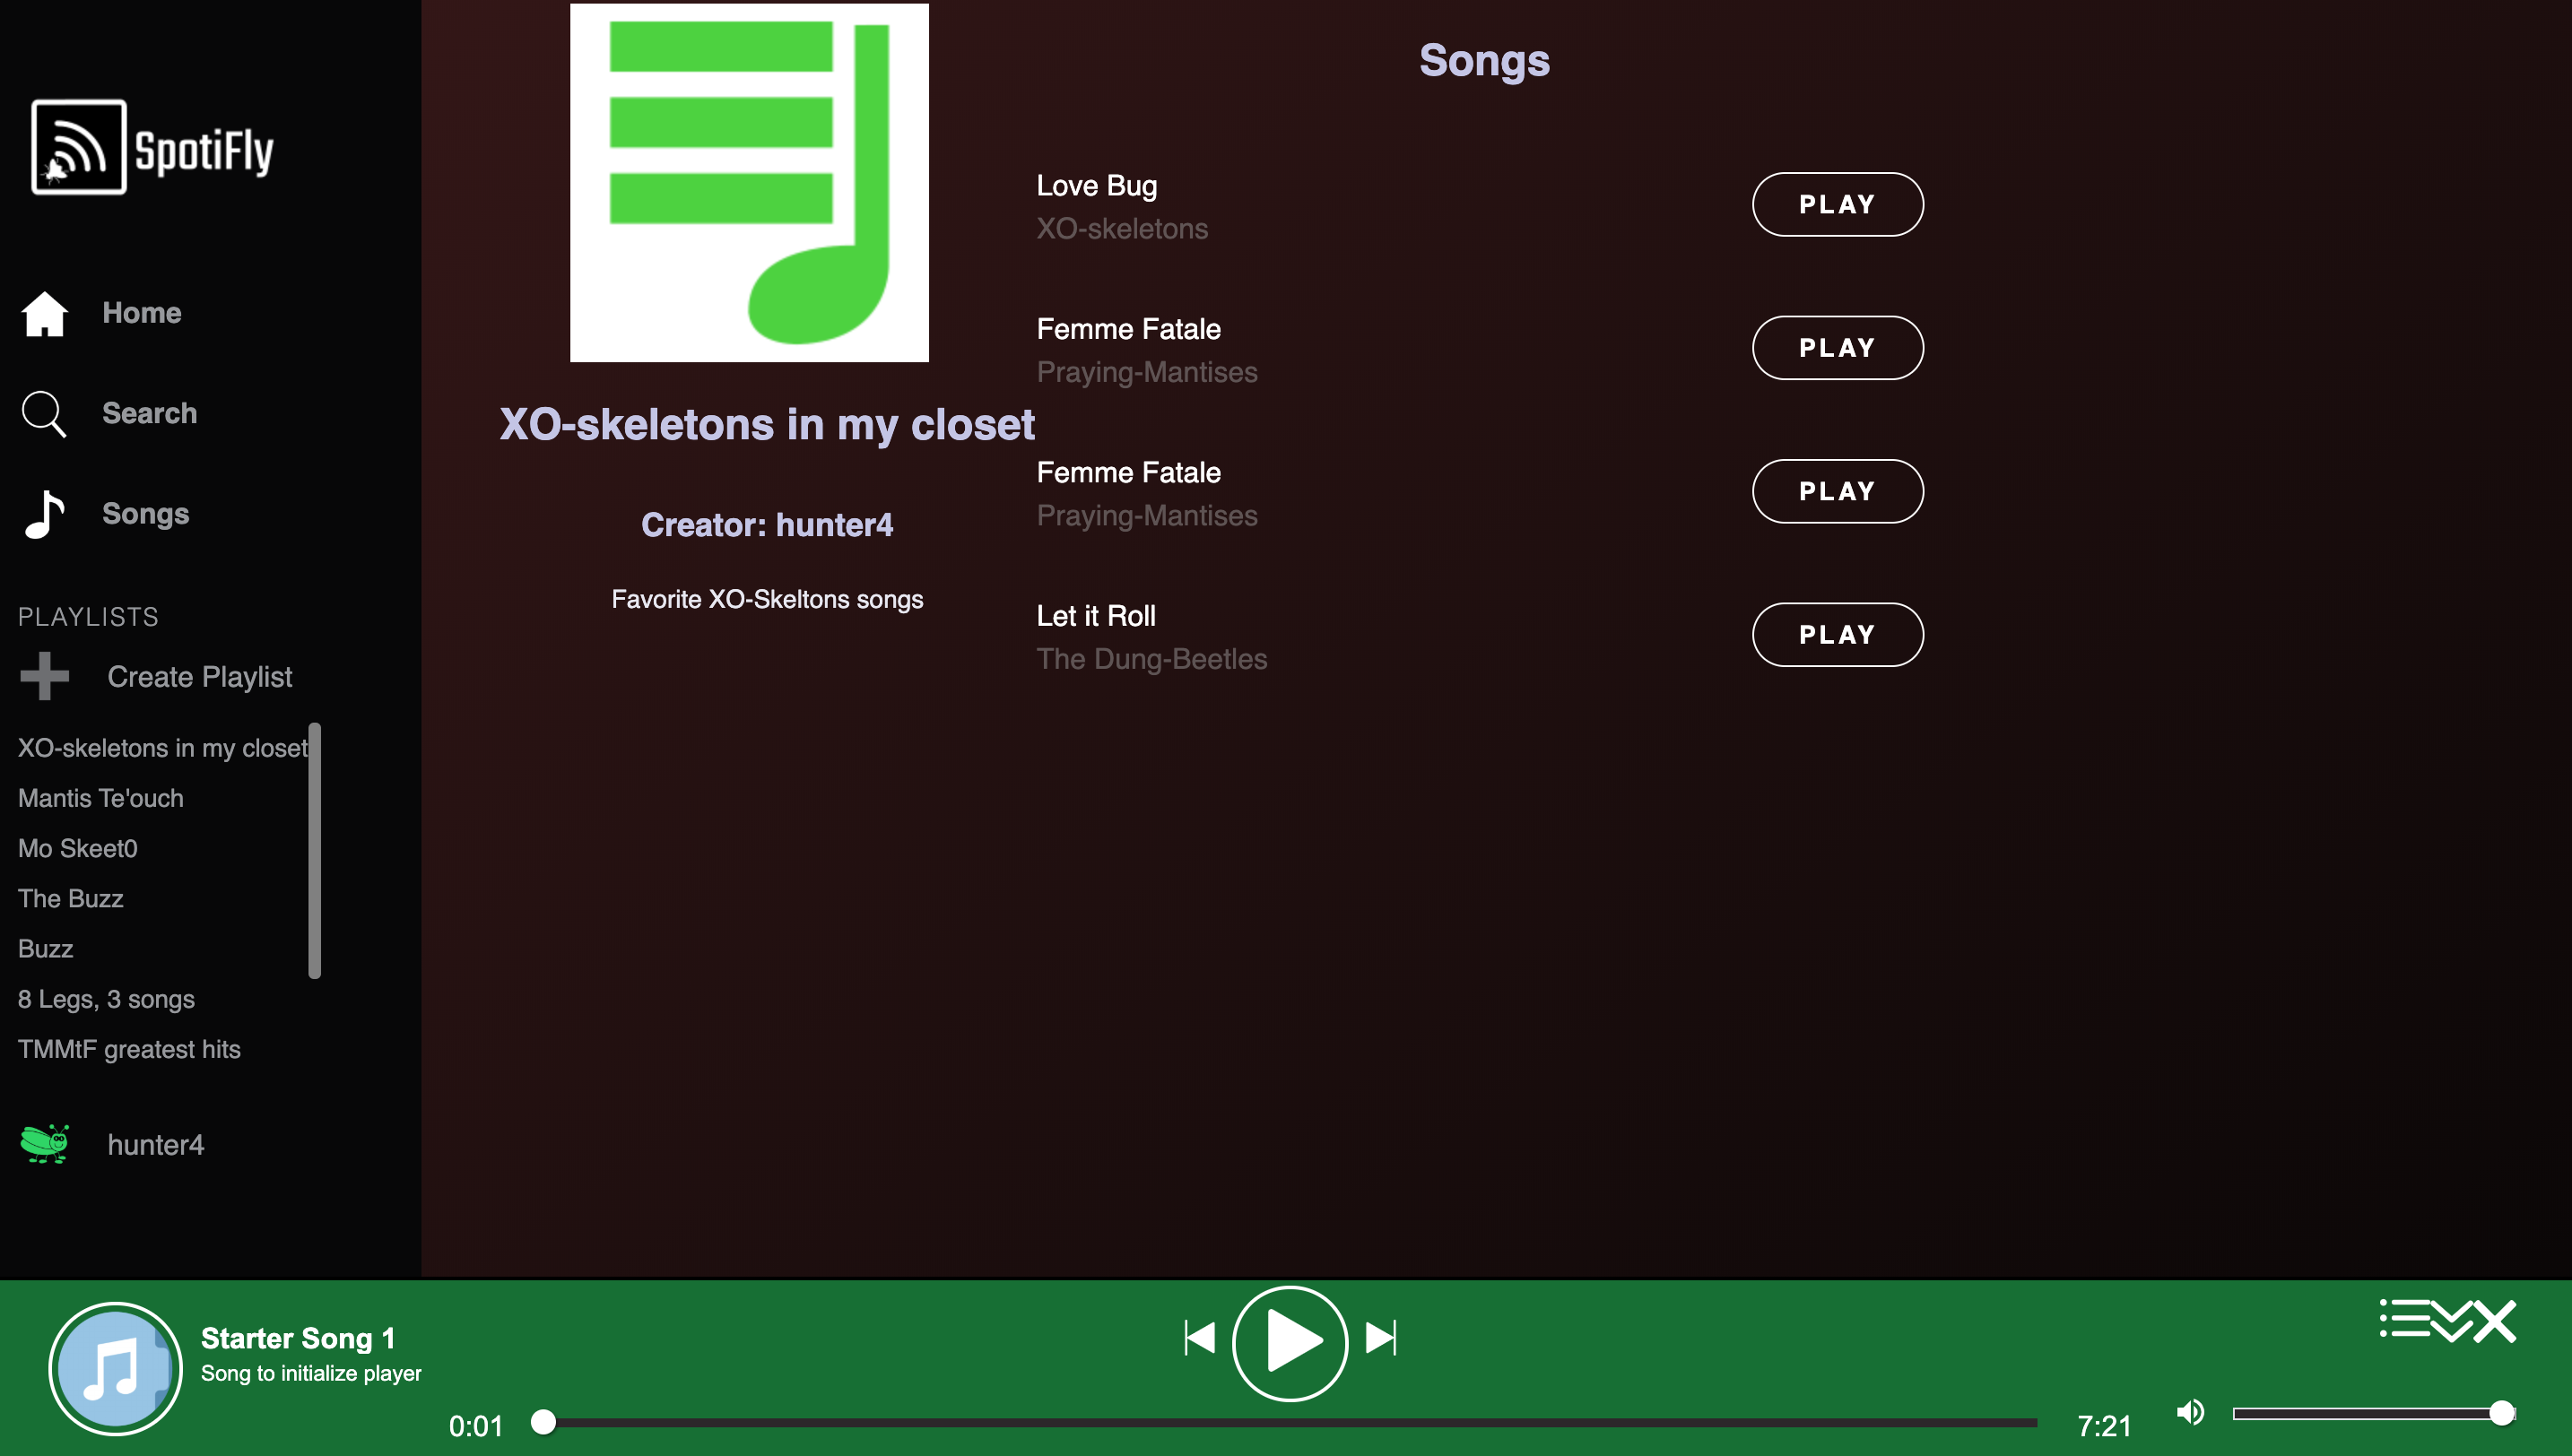 SpotiFly
Home
Search
Songs
PLAYLISTS
Create Playlist
XO-skeletons in my closet
Mantis Te'ouch
Mo Skeet0
The Buzz
Buzz
8 Legs, 3 songs
TMMtF greatest hits
hunter4
XO-skeletons in my closet
Creator: hunter4
Favorite XO-Skeltons songs
Songs
Love Bug
XO-skeletons
PLAY
Femme Fatale
Praying-Mantises
PLAY
Femme Fatale
Praying-Mantises
PLAY
Let it Roll
The Dung-Beetles
PLAY
Starter Song 1
Song to initialize player
0:01
7:21